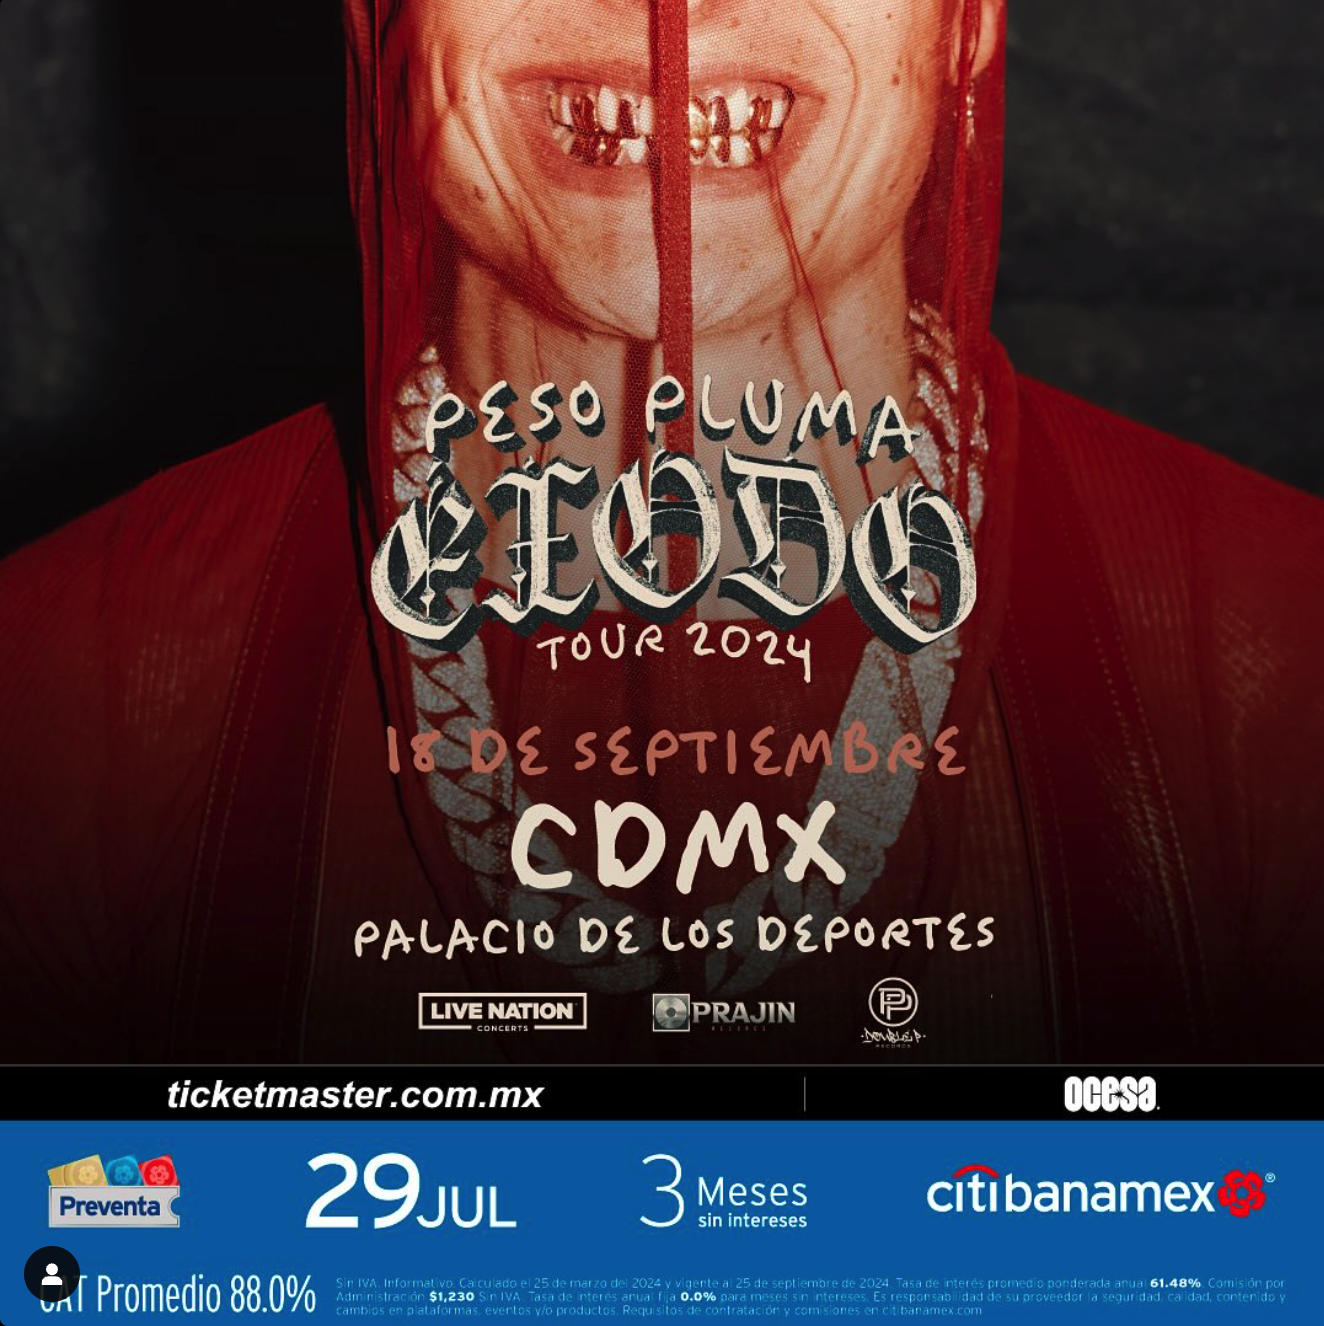 PESO PLUMA
ÉXODO
TOUR 2024
18 DE SEPTIEMBRE
CDMX
PALACIO DE LOS DEPORTES
LIVE NATION
CONCERTS
PRAJIN
RECORDS
DOUBLE P
RECORDS
ticketmaster.com.mx
ocesa.
Preventa
29 JUL
3 Meses
sin intereses
citibanamex®
CAT Promedio 88.0%
Sin IVA. Informativo. Calculado el 25 de marzo del 2024 y vigente al 25 de septiembre de 2024. Tasa de interés promedio ponderada anual 61.48%. Comisión por
Administración $1,230 Sin IVA. Tasa de interés anual fija 0.0% para meses sin intereses. Es responsabilidad de su proveedor la seguridad, calidad, contenido y
cambios en plataformas, eventos y/o productos. Requisitos de contratación y comisiones en citibanamex.com